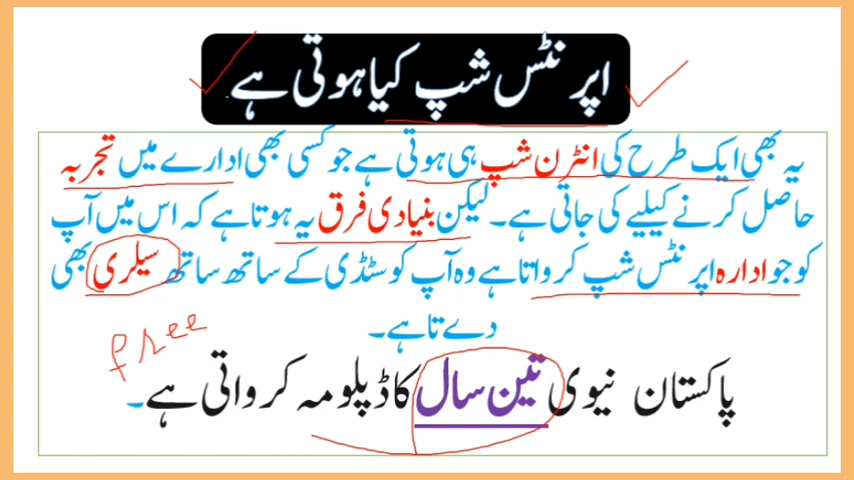 اپرنٹس شپ کیا ہوتی ہے
یہ بھی ایک طرح کی انٹرن شپ ہی ہوتی ہے جو کسی بھی ادارے میں تجربہ
حاصل کرنے کیلیے کی جاتی ہے۔ لیکن بنیادی فرق یہ ہوتا ہے کہ اس میں آپ
کو جو ادارہ اپرنٹس شپ کرواتا ہے وہ آپ کو سٹڈی کے ساتھ ساتھ سیلری بھی
دے تا ہے۔
free
پاکستان نیوی تین سال کا ڈپلومہ کرواتی ہے۔